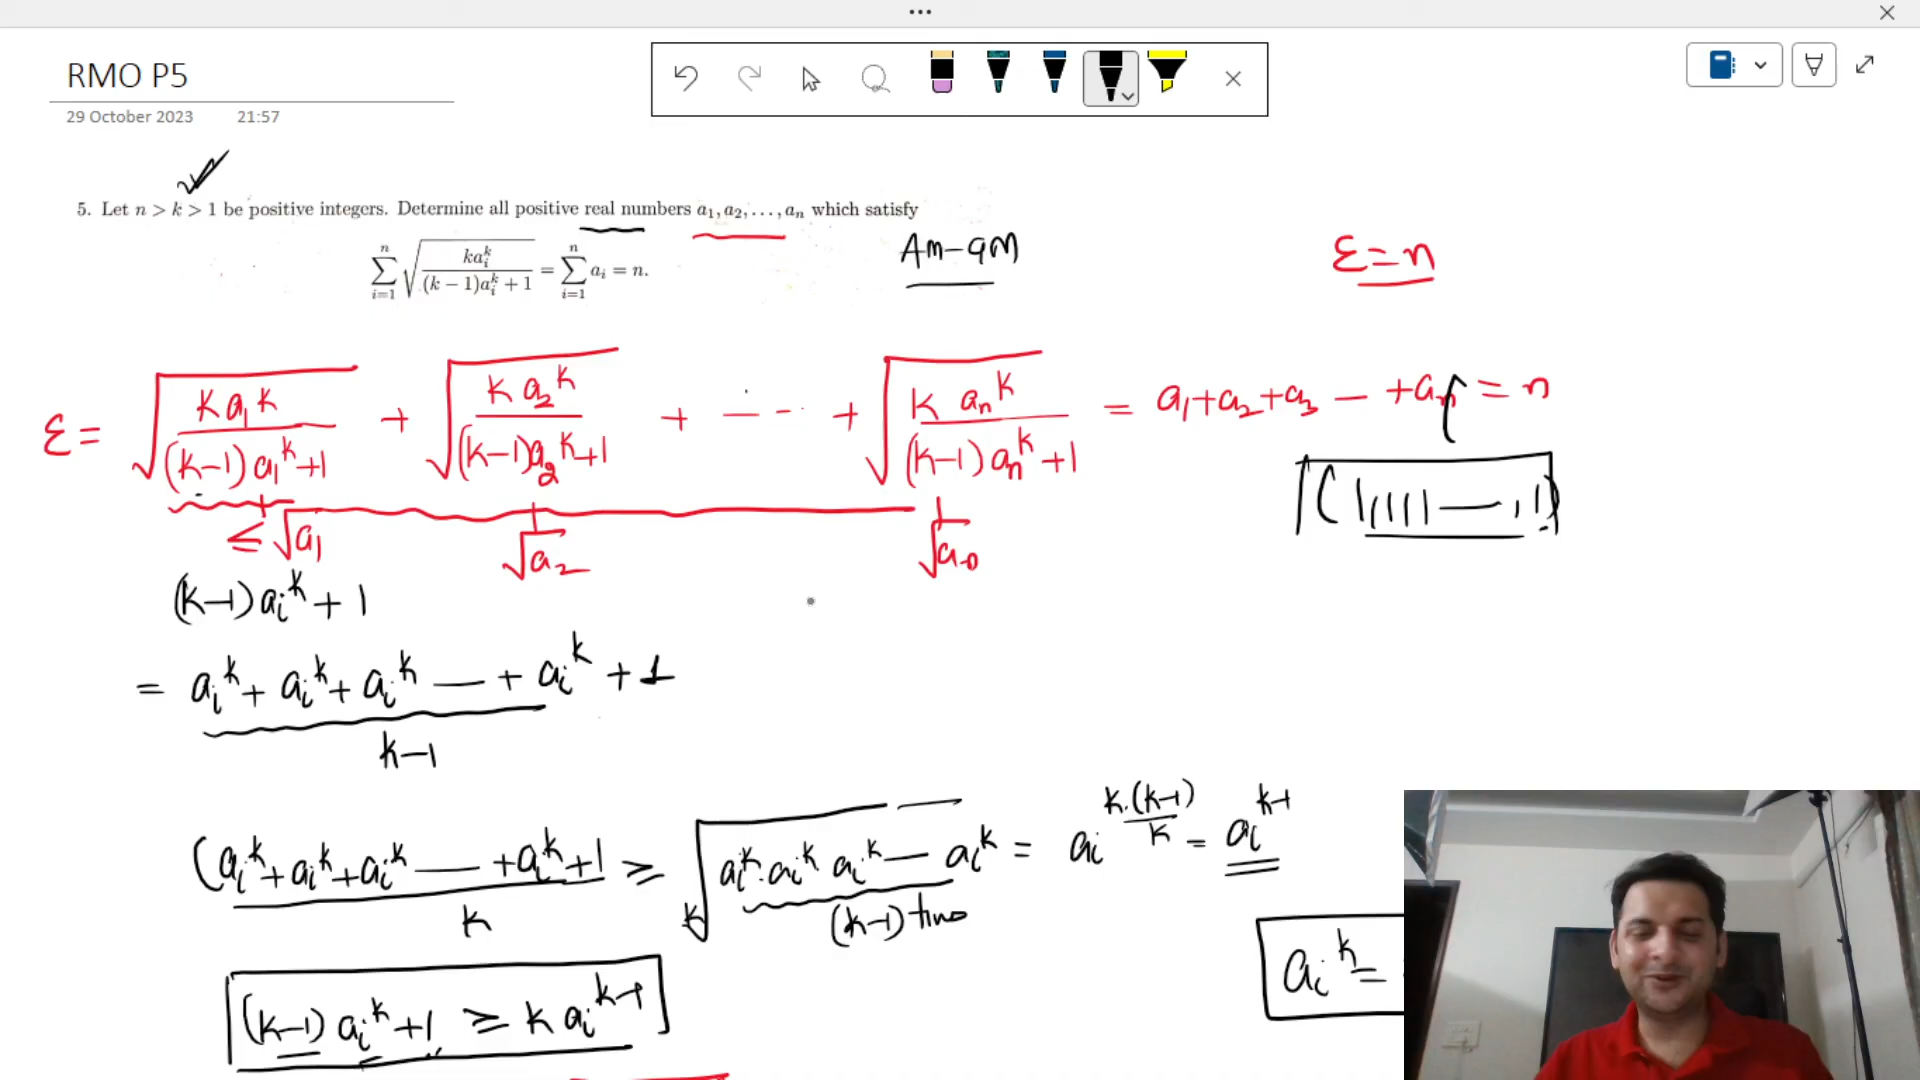 RMO P5
29 October 2023 21:57
5. Let n > k > 1 be positive integers. Determine all positive real numbers a₁, a₂, ..., aₙ which satisfy
∑ᵢ₌₁ⁿ √(kaᵢᵏ / ((k − 1)aᵢᵏ + 1)) = ∑ᵢ₌₁ⁿ aᵢ = n.
Am-gm
ε = n
ε = √(k a₁ᵏ / ((k-1) a₁ᵏ+1)) + √(k a₂ᵏ / ((k-1)a₂ᵏ+1)) + — - - + √(k aₙᵏ / ((k-1) aₙᵏ+1)) = a₁+a₂+a₃ — +aₙ = n
≤ √a₁ √a₂
(k-1)aᵢᵏ + 1
= aᵢᵏ + aᵢᵏ + aᵢᵏ — + aᵢᵏ + 1
k-1
(aᵢᵏ+aᵢᵏ+aᵢᵏ — +aᵢᵏ+1 / k ≥ ᵏ√(aᵢᵏ.aᵢᵏ aᵢᵏ — aᵢᵏ) = aᵢ^(k.(k-1)/k) = aᵢᵏ⁻¹
(k-1) time
aᵢᵏ =
(k-1) aᵢᵏ+1 ≥ k aᵢᵏ⁻¹